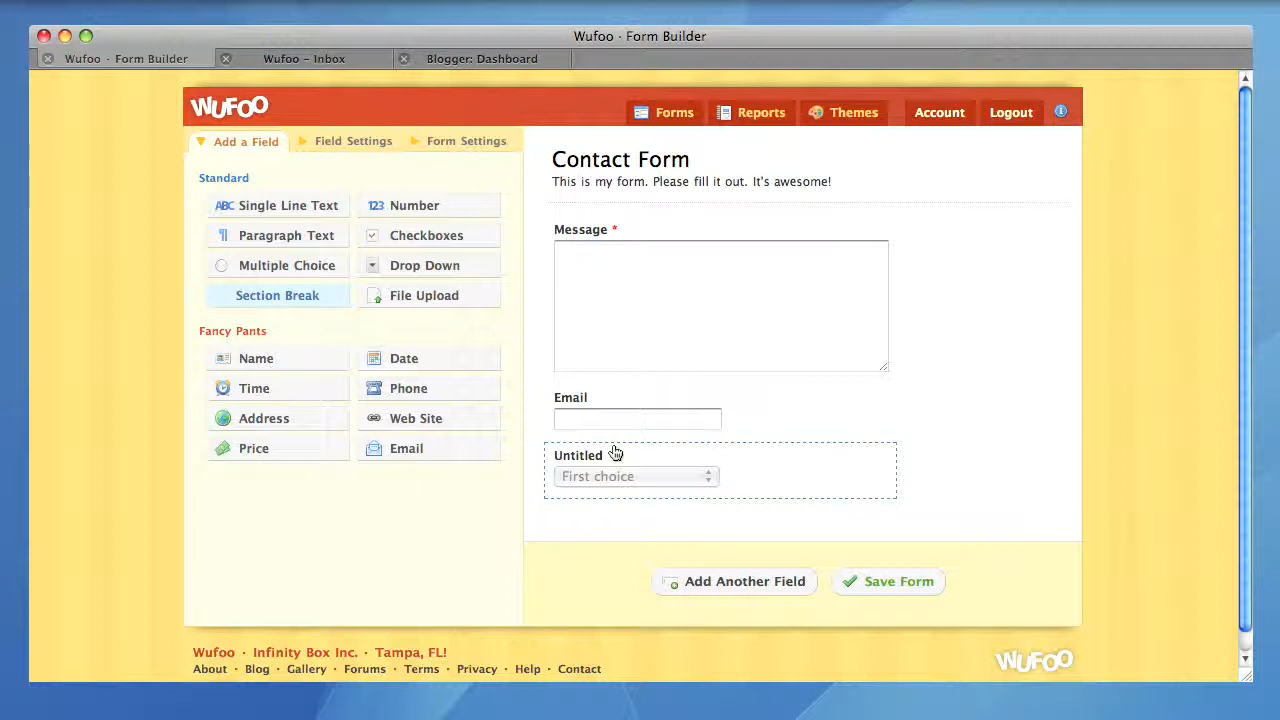 Wufoo · Form Builder
Wufoo · Form Builder
Wufoo – Inbox
Blogger: Dashboard
WUFOO
Forms
Reports
Themes
Account
Logout
i
Add a Field
Field Settings
Form Settings
Standard
ABC Single Line Text
123 Number
¶ Paragraph Text
Checkboxes
Multiple Choice
Drop Down
Section Break
File Upload
Fancy Pants
Name
Date
Time
Phone
Address
Web Site
Price
Email
Contact Form
This is my form. Please fill it out. It's awesome!
Message *
Email
Untitled
First choice
Add Another Field
Save Form
Wufoo · Infinity Box Inc. · Tampa, FL!
About · Blog · Gallery · Forums · Terms · Privacy · Help · Contact
WUFOO